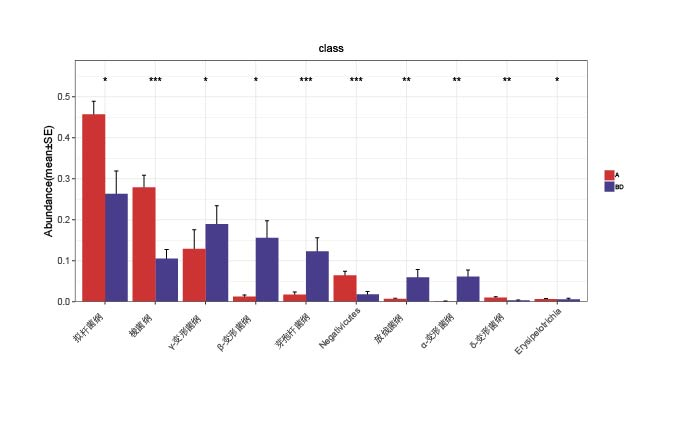 class
* *** * * *** *** ** ** ** *
Abundance(mean±SE)
0.5
0.4
0.3
0.2
0.1
0.0
拟杆菌纲
梭菌纲
γ-变形菌纲
β-变形菌纲
芽孢杆菌纲
Negativicutes
放线菌纲
α-变形菌纲
δ-变形菌纲
Erysipelotrichia
A
BD